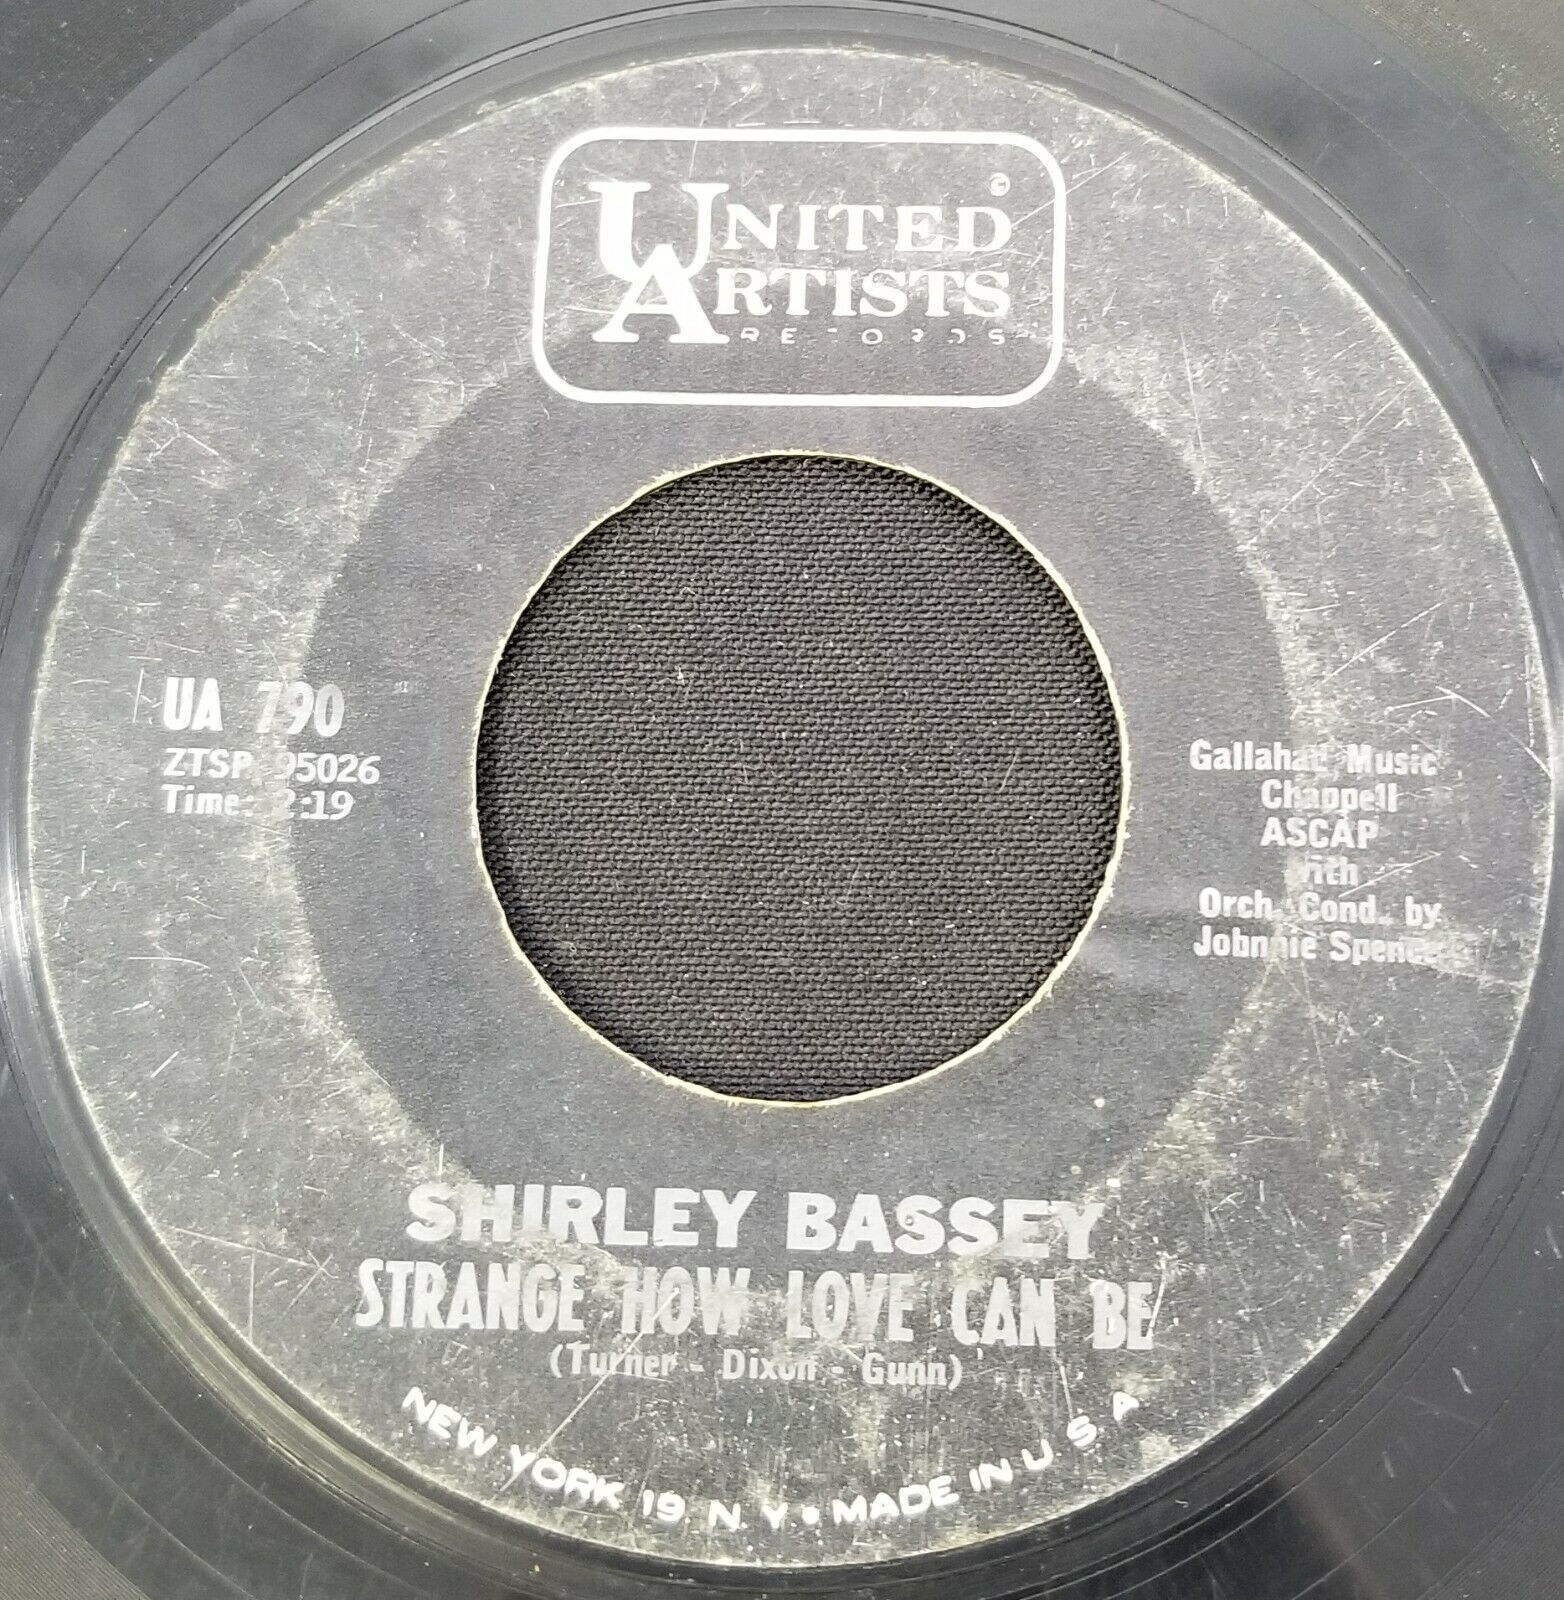 UNITED ©
ARTISTS
RECORDS
UA 790
ZTSP 95026
Time: 2:19
Gallahad Music
Chappell
ASCAP
with
Orch. Cond. by
Johnnie Spence
SHIRLEY BASSEY
STRANGE HOW LOVE CAN BE
(Turner - Dixon - Gunn)
NEW YORK 19, N. Y. • MADE IN U S A